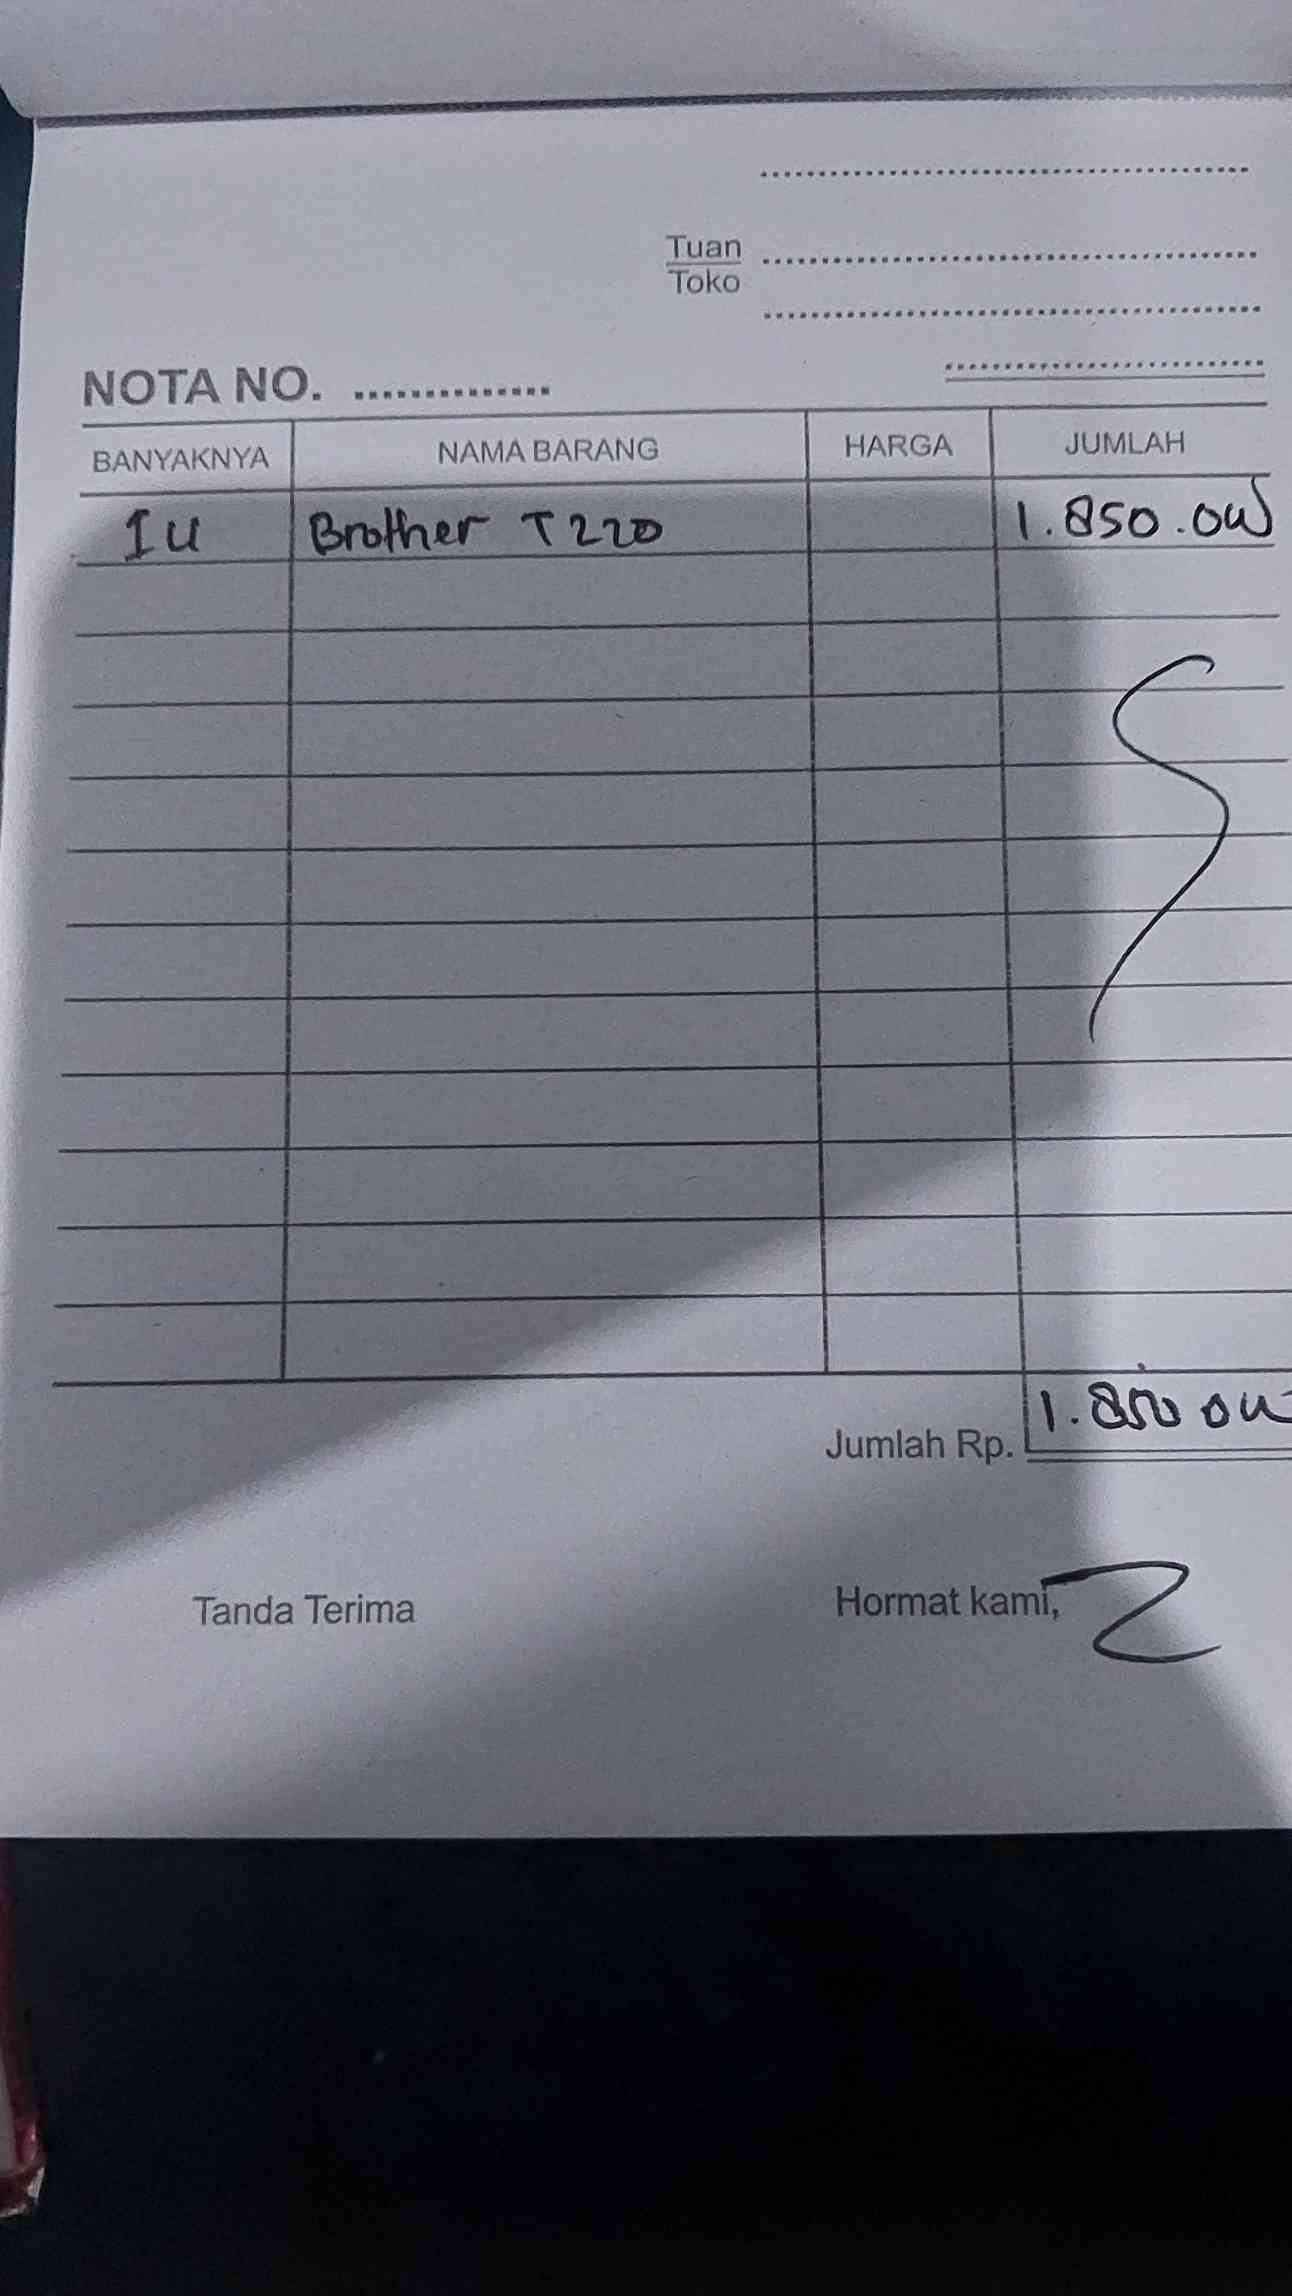 Tuan
Toko
NOTA NO. ..............
BANYAKNYA NAMA BARANG HARGA JUMLAH
1 U Brother T220 1.850.000
Jumlah Rp. 1.850.000
Tanda Terima Hormat kami,